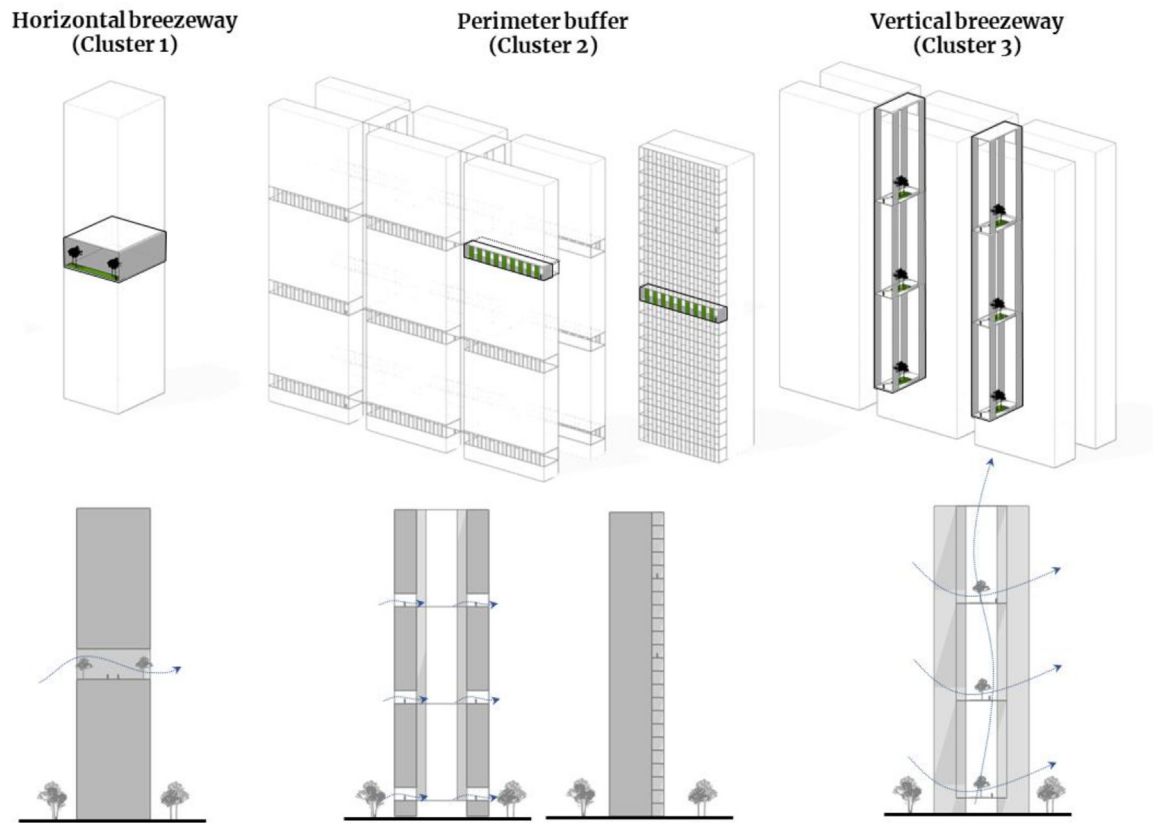 Horizontal breezeway
(Cluster 1)
Perimeter buffer
(Cluster 2)
Vertical breezeway
(Cluster 3)